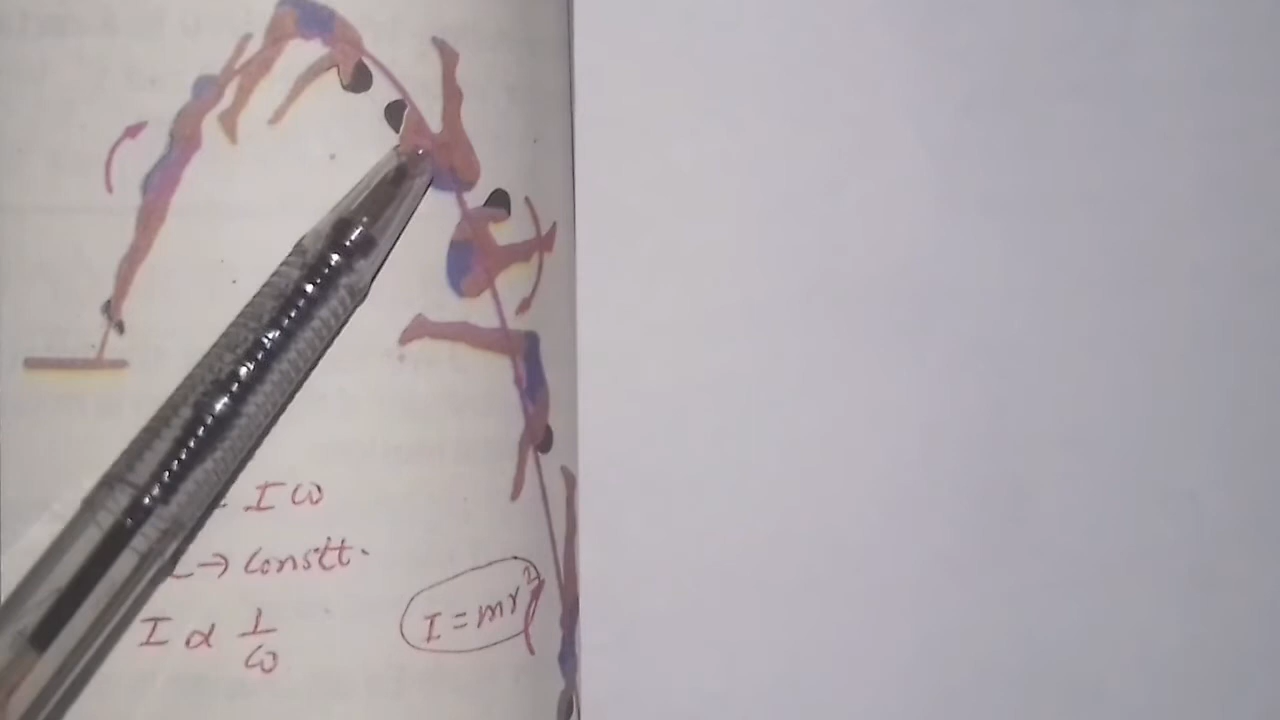 = Iω
L → Constt.
I α 1/ω
I = mr²